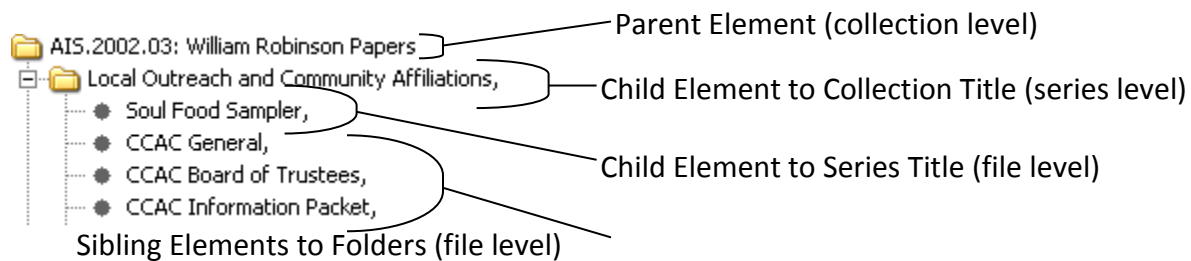 Parent Element (collection level)
AIS.2002.03: William Robinson Papers
Local Outreach and Community Affiliations,
Child Element to Collection Title (series level)
Soul Food Sampler,
CCAC General,
Child Element to Series Title (file level)
CCAC Board of Trustees,
CCAC Information Packet,
Sibling Elements to Folders (file level)